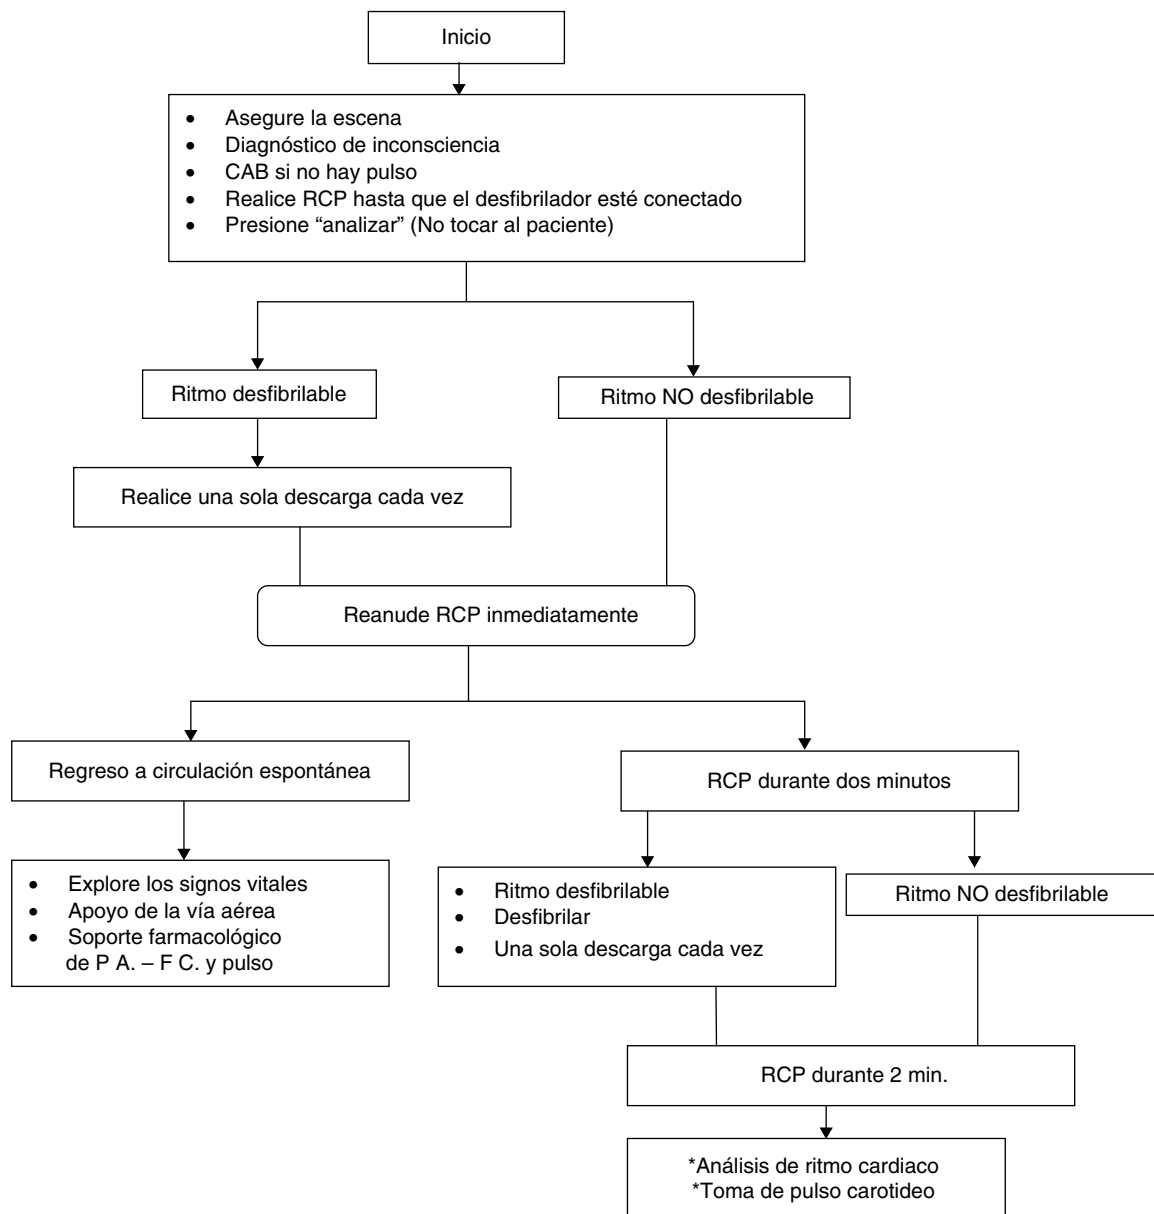 Inicio
• Asegure la escena
• Diagnóstico de inconsciencia
• CAB si no hay pulso
• Realice RCP hasta que el desfibrilador esté conectado
• Presione “analizar” (No tocar al paciente)
Ritmo desfibrilable
Ritmo NO desfibrilable
Realice una sola descarga cada vez
Reanude RCP inmediatamente
Regreso a circulación espontánea
RCP durante dos minutos
• Explore los signos vitales
• Apoyo de la vía aérea
• Soporte farmacológico
de P A. – F C. y pulso
• Ritmo desfibrilable
• Desfibrilar
• Una sola descarga cada vez
Ritmo NO desfibrilable
RCP durante 2 min.
*Análisis de ritmo cardiaco
*Toma de pulso carotideo